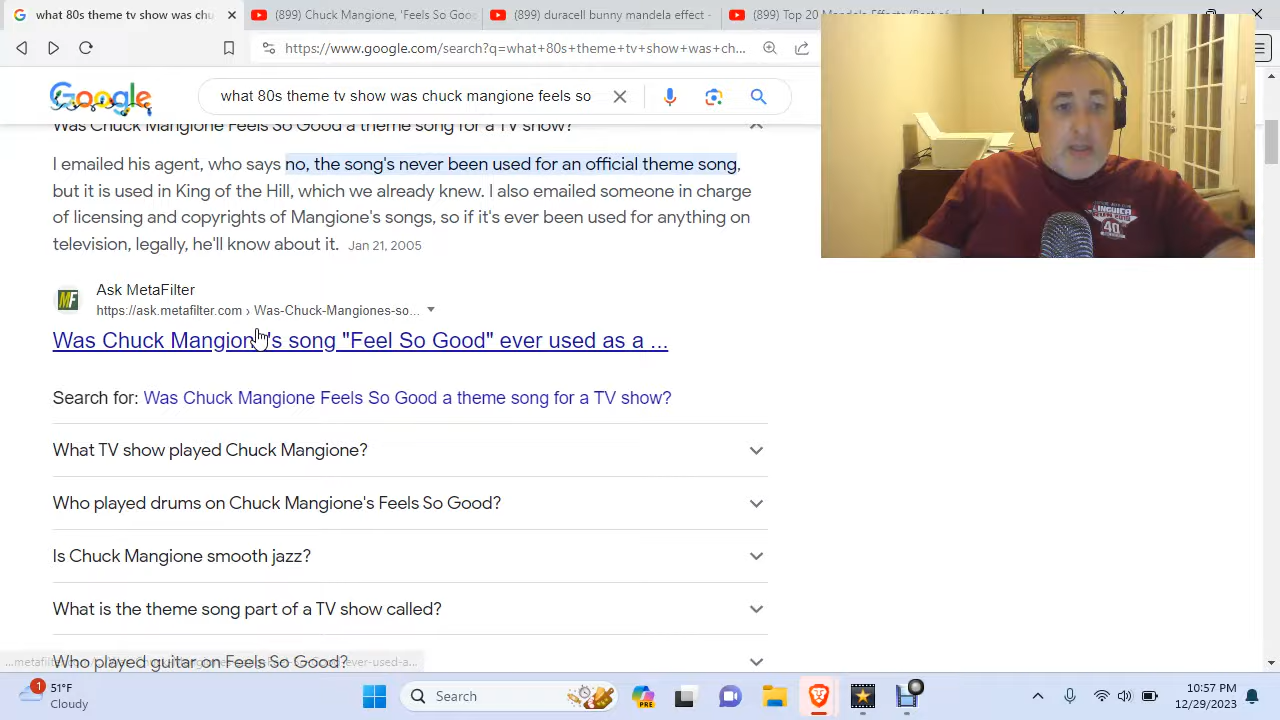 what 80s theme tv show was chu
(899) Chuck Mangione, 'Feels So Good
(899) duracell bunny mandela effect -
(899) Top 20 Mandela Effects (Best of
https://www.google.com/search?q=what+80s+theme+tv+show+was+ch...
Google
what 80s theme tv show was chuck mangione feels so
Was Chuck Mangione Feels So Good a theme song for a TV show?
I emailed his agent, who says no, the song's never been used for an official theme song,
but it is used in King of the Hill, which we already knew. I also emailed someone in charge
of licensing and copyrights of Mangione's songs, so if it's ever been used for anything on
television, legally, he'll know about it. Jan 21, 2005
MF
Ask MetaFilter
https://ask.metafilter.com › Was-Chuck-Mangiones-so...
Was Chuck Mangione's song "Feel So Good" ever used as a ...
Search for: Was Chuck Mangione Feels So Good a theme song for a TV show?
What TV show played Chuck Mangione?
Who played drums on Chuck Mangione's Feels So Good?
Is Chuck Mangione smooth jazz?
What is the theme song part of a TV show called?
Who played guitar on Feels So Good?
LINGUICA
40
1
51°F
Cloudy
Search
PRE
10:57 PM
12/29/2023